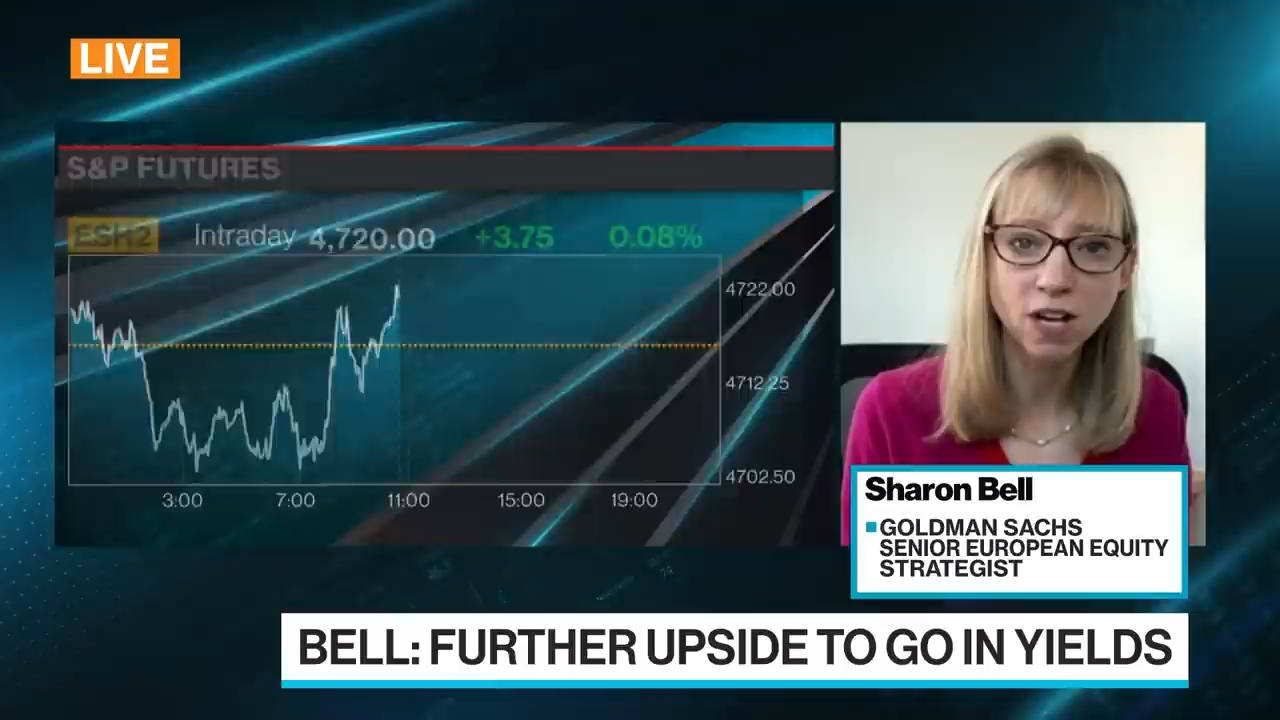 LIVE
S&P FUTURES
ESH2 Intraday 4,720.00 +3.75 0.08%
4722.00
4712.25
4702.50
3:00 7:00 11:00 15:00 19:00
Sharon Bell
GOLDMAN SACHS
SENIOR EUROPEAN EQUITY
STRATEGIST
BELL: FURTHER UPSIDE TO GO IN YIELDS